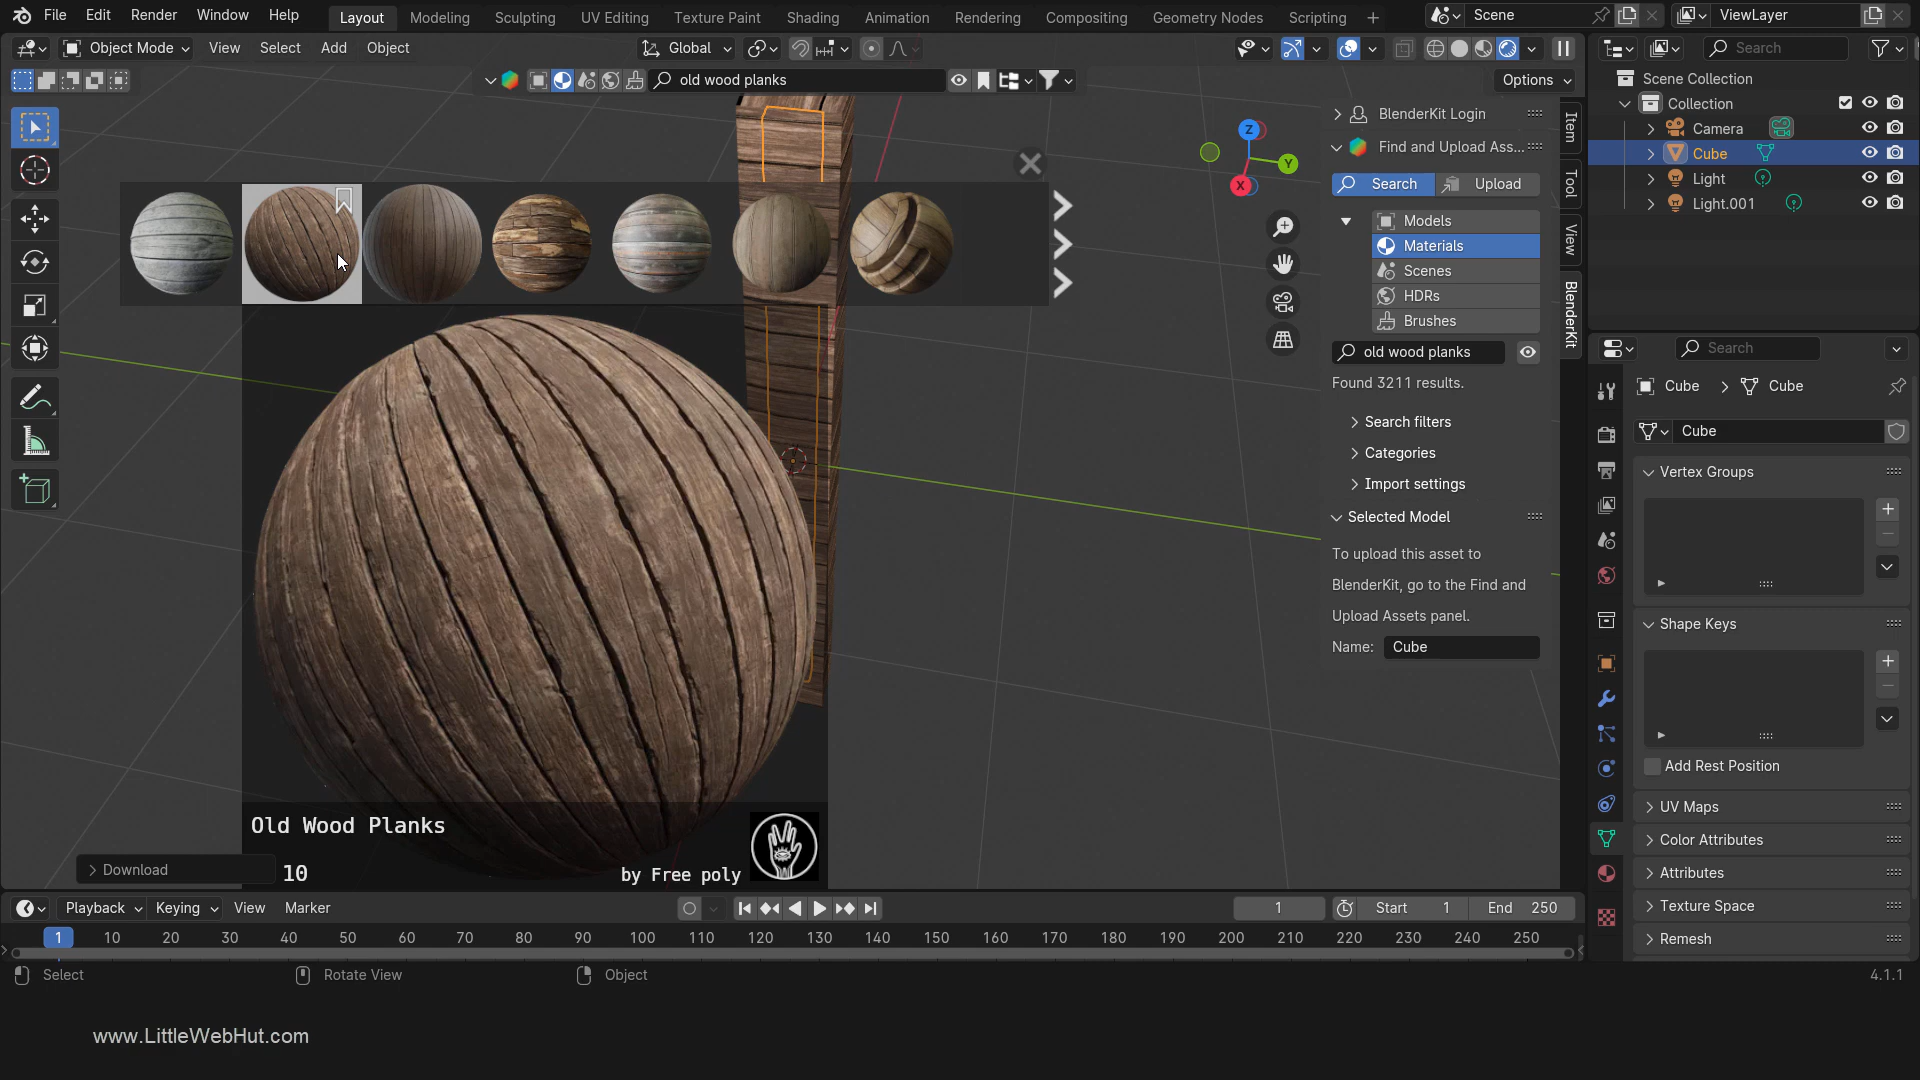 File Edit Render Window Help Layout Modeling Sculpting UV Editing Texture Paint Shading Animation Rendering Compositing Geometry Nodes Scripting + Scene ViewLayer
Object Mode View Select Add Object Global Search
old wood planks Options Scene Collection
Collection
BlenderKit Login Camera
Find and Upload Ass... Cube
Search Upload Light
Light.001
Item
Tool
View
BlenderKit
Z
Y
X
Models
Materials
Scenes
HDRs
Brushes
old wood planks Search
Found 3211 results. Cube > Cube
Search filters Cube
Categories Vertex Groups
Import settings
Selected Model
To upload this asset to
BlenderKit, go to the Find and
Upload Assets panel. Shape Keys
Name: Cube
Add Rest Position
UV Maps
Old Wood Planks Color Attributes
Download 10 by Free poly Attributes
Playback Keying View Marker 1 Start 1 End 250 Texture Space
1 10 20 30 40 50 60 70 80 90 100 110 120 130 140 150 160 170 180 190 200 210 220 230 240 250 Remesh
Select Rotate View Object 4.1.1
www.LittleWebHut.com